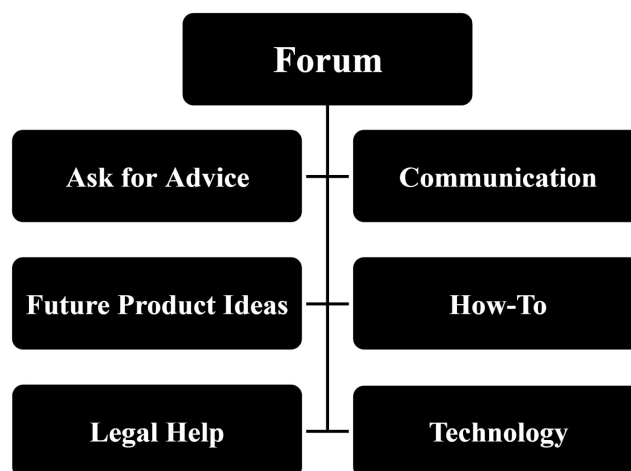 Forum
Ask for Advice
Communication
Future Product Ideas
How-To
Legal Help
Technology